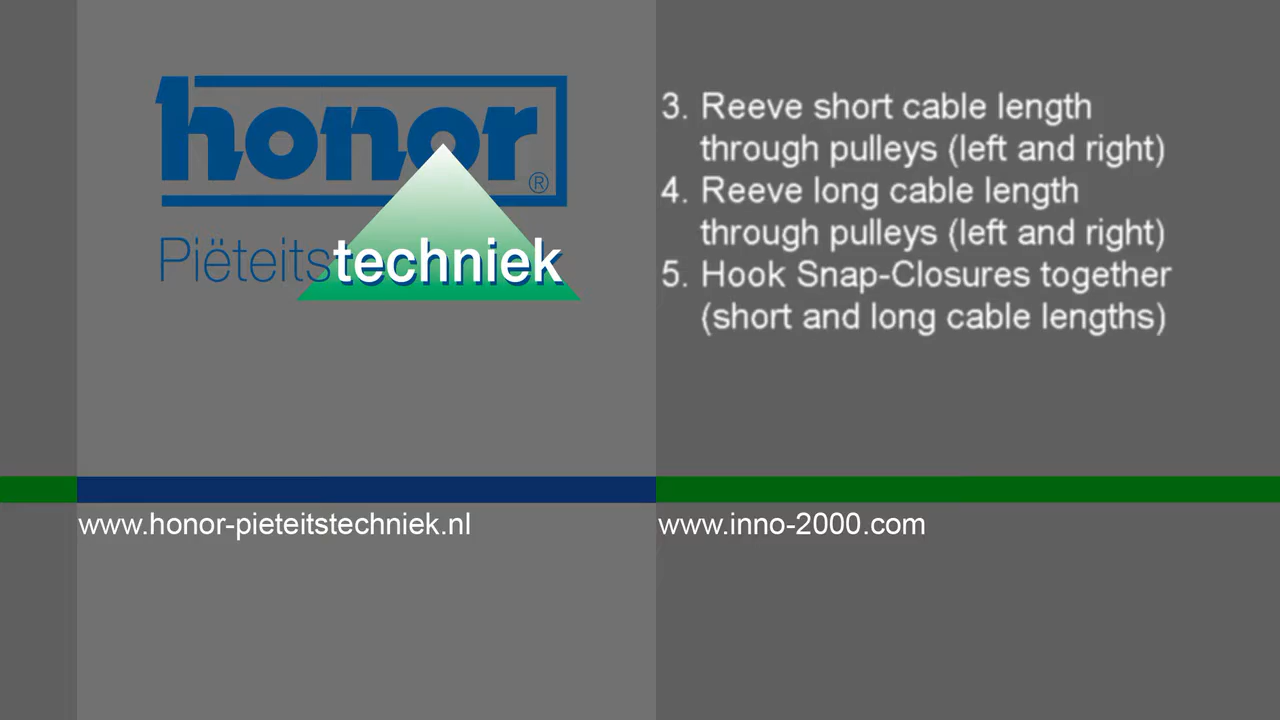 honor®
Piëteitstechniek
3. Reeve short cable length
through pulleys (left and right)
4. Reeve long cable length
through pulleys (left and right)
5. Hook Snap-Closures together
(short and long cable lengths)
www.honor-pieteitstechniek.nl
www.inno-2000.com